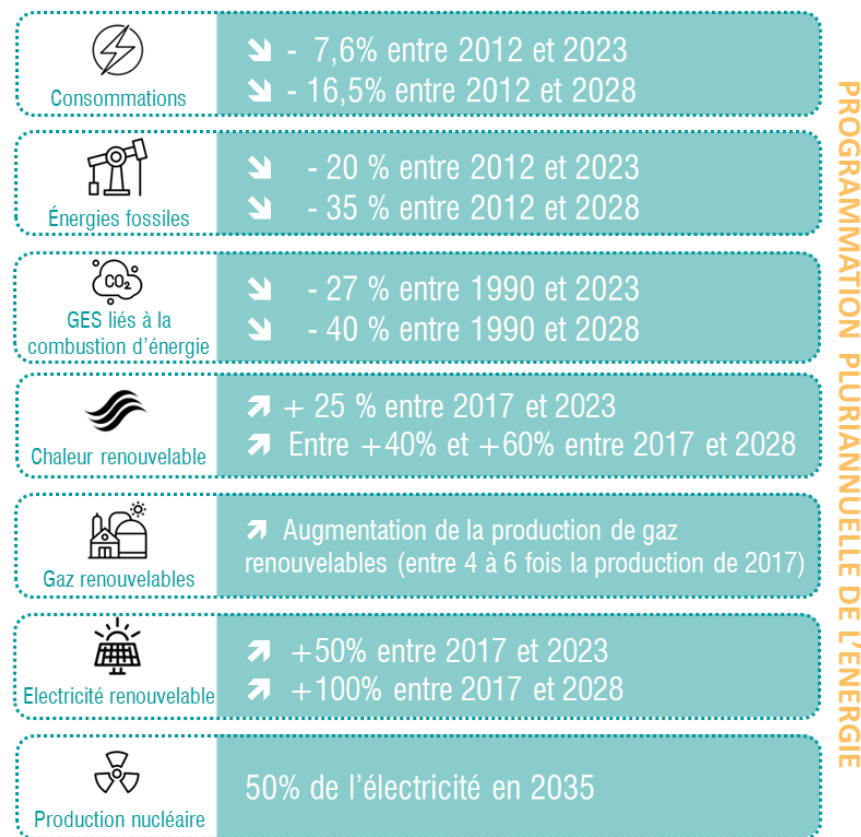 Consommations
- 7,6% entre 2012 et 2023
- 16,5% entre 2012 et 2028
Énergies fossiles
- 20 % entre 2012 et 2023
- 35 % entre 2012 et 2028
CO₂
GES liés à la
combustion d’énergie
- 27 % entre 1990 et 2023
- 40 % entre 1990 et 2028
Chaleur renouvelable
+ 25 % entre 2017 et 2023
Entre +40% et +60% entre 2017 et 2028
Gaz renouvelables
Augmentation de la production de gaz
renouvelables (entre 4 à 6 fois la production de 2017)
Electricité renouvelable
+50% entre 2017 et 2023
+100% entre 2017 et 2028
Production nucléaire
50% de l’électricité en 2035
PROGRAMMATION PLURIANNUELLE DE L’ENERGIE